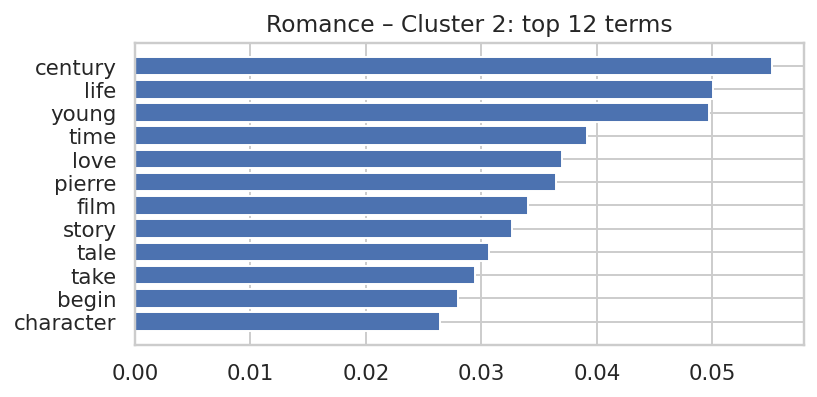 Romance – Cluster 2: top 12 terms
century
life
young
time
love
pierre
film
story
tale
take
begin
character
0.00 0.01 0.02 0.03 0.04 0.05